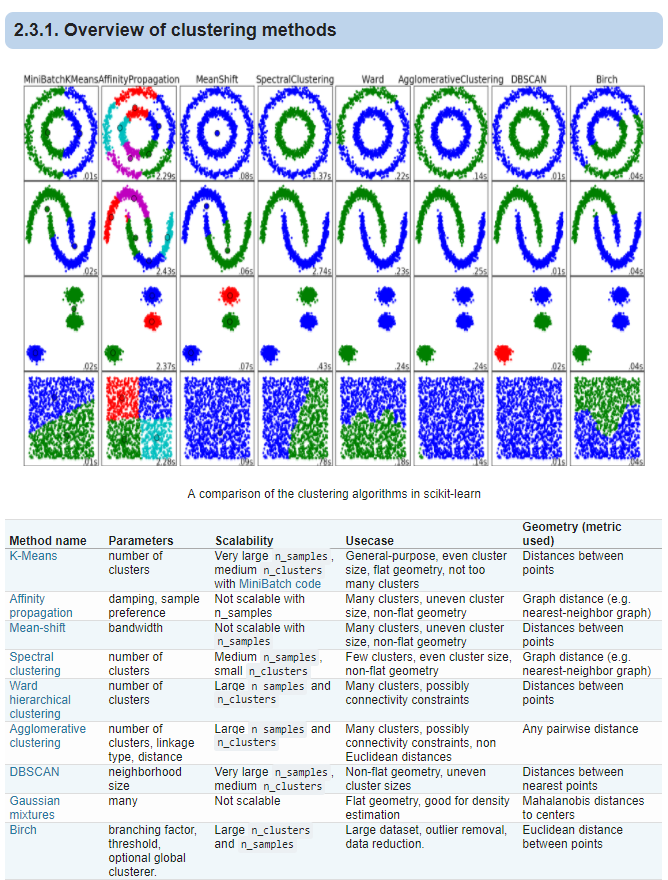 2.3.1. Overview of clustering methods
MiniBatchKMeans AffinityPropagation MeanShift SpectralClustering Ward AgglomerativeClustering DBSCAN Birch
.01s 2.29s .08s 1.37s .22s .14s .01s .04s
.02s 2.43s .06s 2.74s .23s .25s .01s .04s
.02s 2.37s .07s .43s .24s .24s .02s .04s
.01s 2.28s .09s .78s .18s .14s .01s .04s
A comparison of the clustering algorithms in scikit-learn
Geometry (metric
Method name Parameters Scalability Usecase used)
K-Means number of Very large n_samples, General-purpose, even cluster Distances between
clusters medium n_clusters size, flat geometry, not too points
with MiniBatch code many clusters
Affinity damping, sample Not scalable with Many clusters, uneven cluster Graph distance (e.g.
propagation preference n_samples size, non-flat geometry nearest-neighbor graph)
Mean-shift bandwidth Not scalable with Many clusters, uneven cluster Distances between
n_samples size, non-flat geometry points
Spectral number of Medium n_samples, Few clusters, even cluster size, Graph distance (e.g.
clustering clusters small n_clusters non-flat geometry nearest-neighbor graph)
Ward number of Large n_samples and Many clusters, possibly Distances between
hierarchical clusters n_clusters connectivity constraints points
clustering
Agglomerative number of Large n_samples and Many clusters, possibly Any pairwise distance
clustering clusters, linkage n_clusters connectivity constraints, non
type, distance Euclidean distances
DBSCAN neighborhood Very large n_samples, Non-flat geometry, uneven Distances between
size medium n_clusters cluster sizes nearest points
Gaussian many Not scalable Flat geometry, good for density Mahalanobis distances
mixtures estimation to centers
Birch branching factor, Large n_clusters Large dataset, outlier removal, Euclidean distance
threshold, and n_samples data reduction. between points
optional global
clusterer.